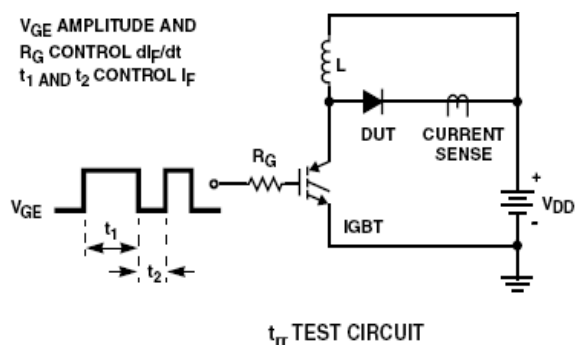 VGE AMPLITUDE AND
RG CONTROL dIF/dt
t1 AND t2 CONTROL IF
L
DUT
CURRENT
SENSE
RG
VGE
t1
t2
IGBT
+
VDD
-
trr TEST CIRCUIT